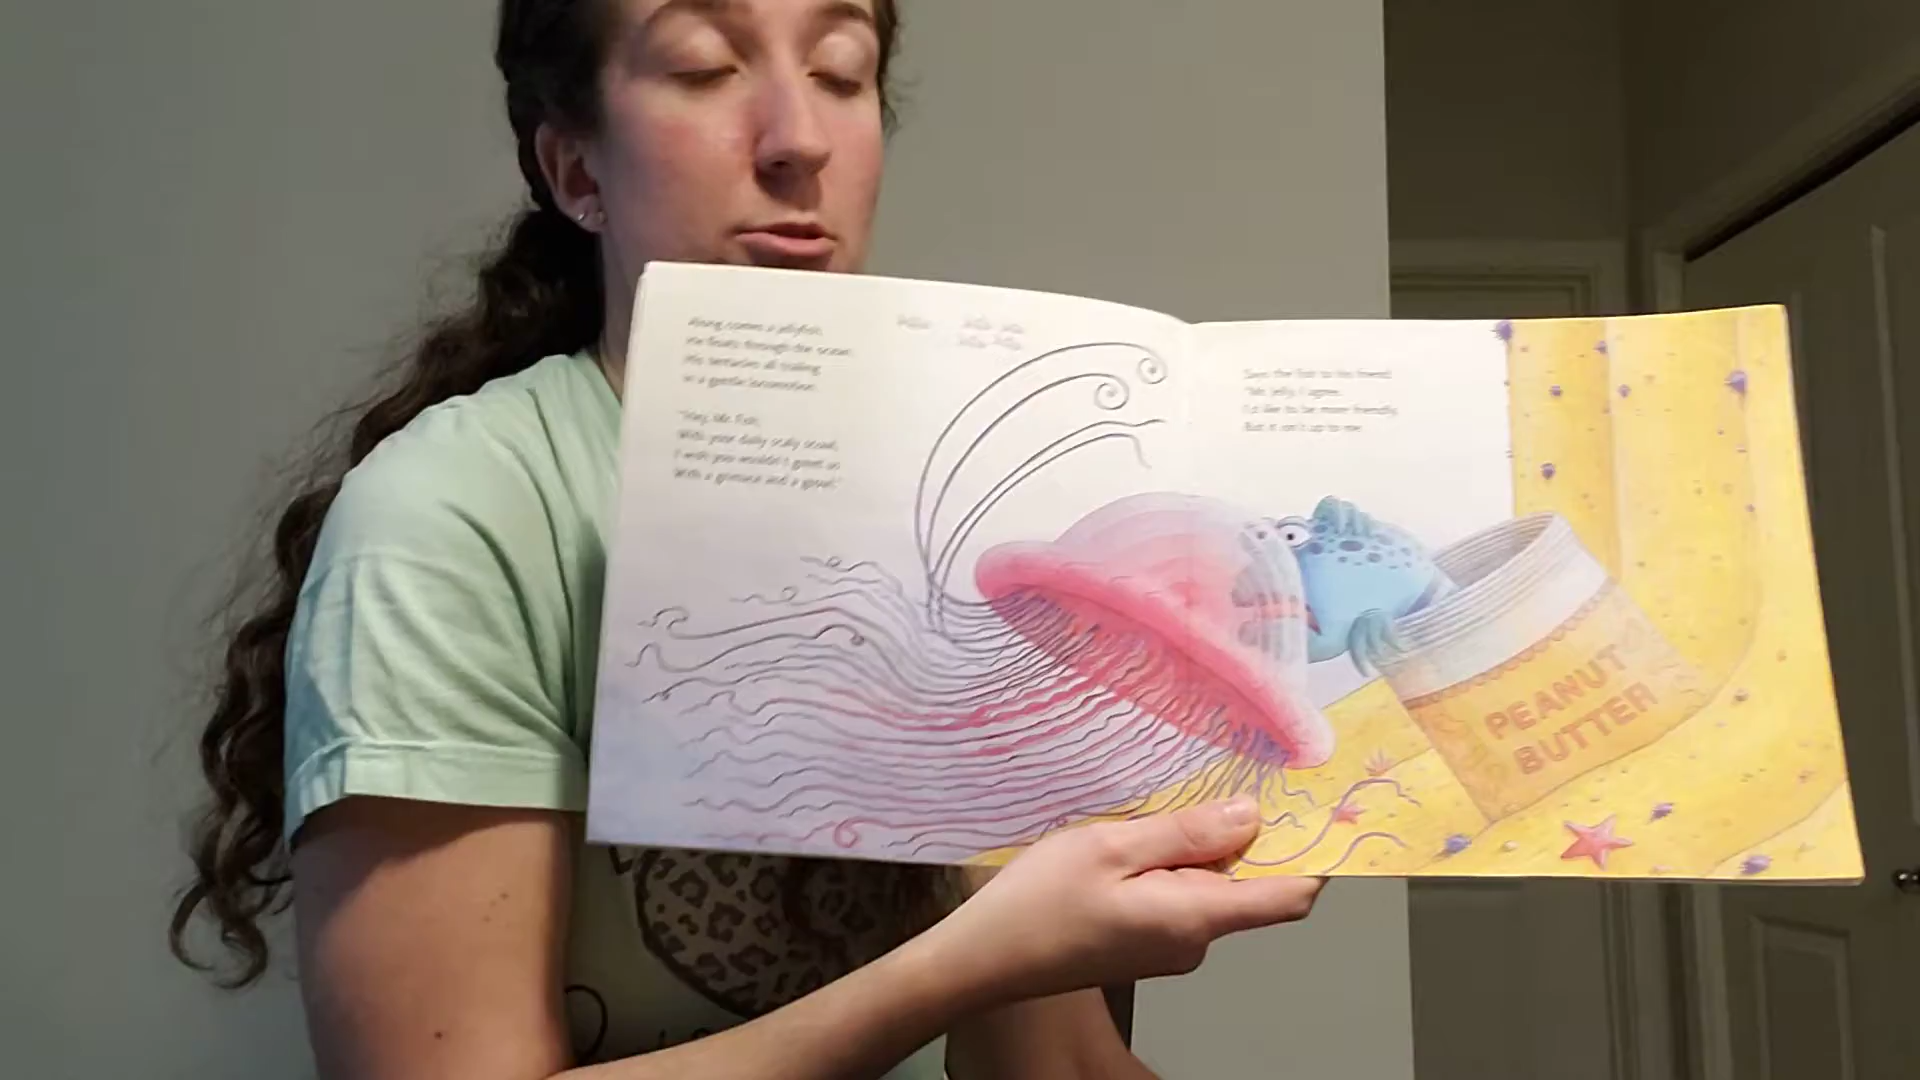 Along comes a jellyfish.
He floats through the ocean,
His tentacles all trailing
In a gentle locomotion.
"Hey, Mr. Fish,
With your daily scaly scowl,
I wish you wouldn't greet us
With a grimace and a growl."
Says the fish to his friend,
"Mr. Jelly, I agree.
I'd like to be more friendly,
But it isn't up to me.
PEANUT
BUTTER